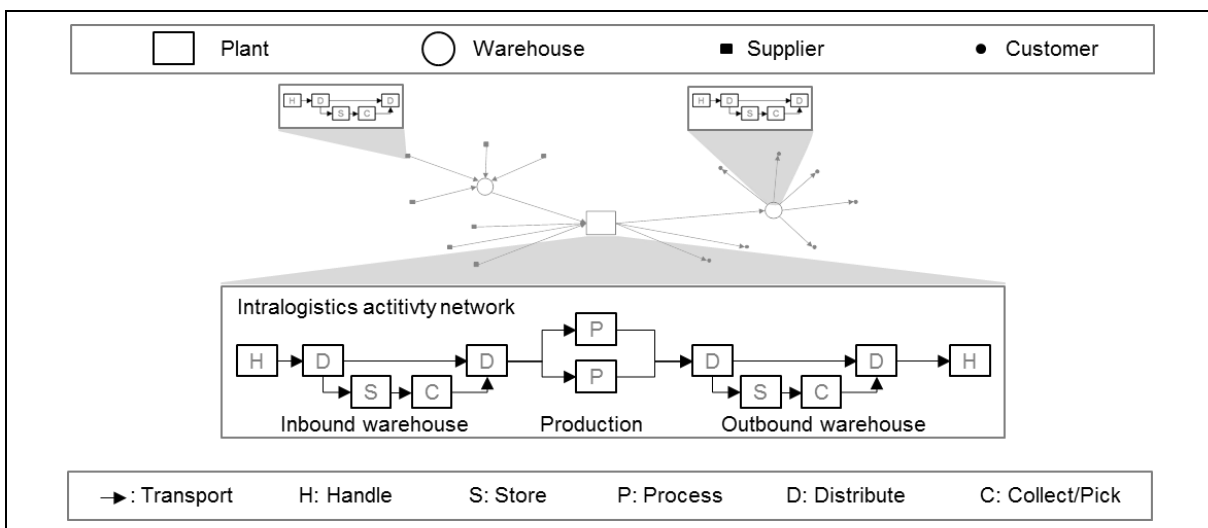 Plant Warehouse Supplier Customer
H D D
S C
H D D
S C
Intralogistics actitivty network
P
H D D D D H
P
S C S C
Inbound warehouse Production Outbound warehouse
: Transport H: Handle S: Store P: Process D: Distribute C: Collect/Pick